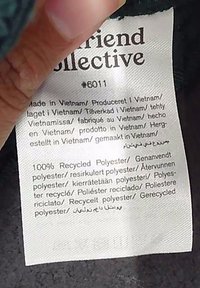 friend
ollective
#6011
Made in Vietnam/ Produceret i Vietnam/
laget i Vietnam/ Tillverkad i Vietnam/ tehty
Vietnamissa/ fabriqué au Vietnam/ hecho
en Vietnam/ prodotto in Vietnam/ Herg-
ostellt in Vietnam/ gemaakt in Vietnam/
100% Recycled Polyester/ Genanvendt
polyester/ resirkulert polyester/ Återvunnen
polyester/ kierrätetään polyester/ Polyes-
ter recyclé/ Poliéster reciclado/ Poliestere
riciclato/ Recycelt polyester/ Gerecycled
polyester/